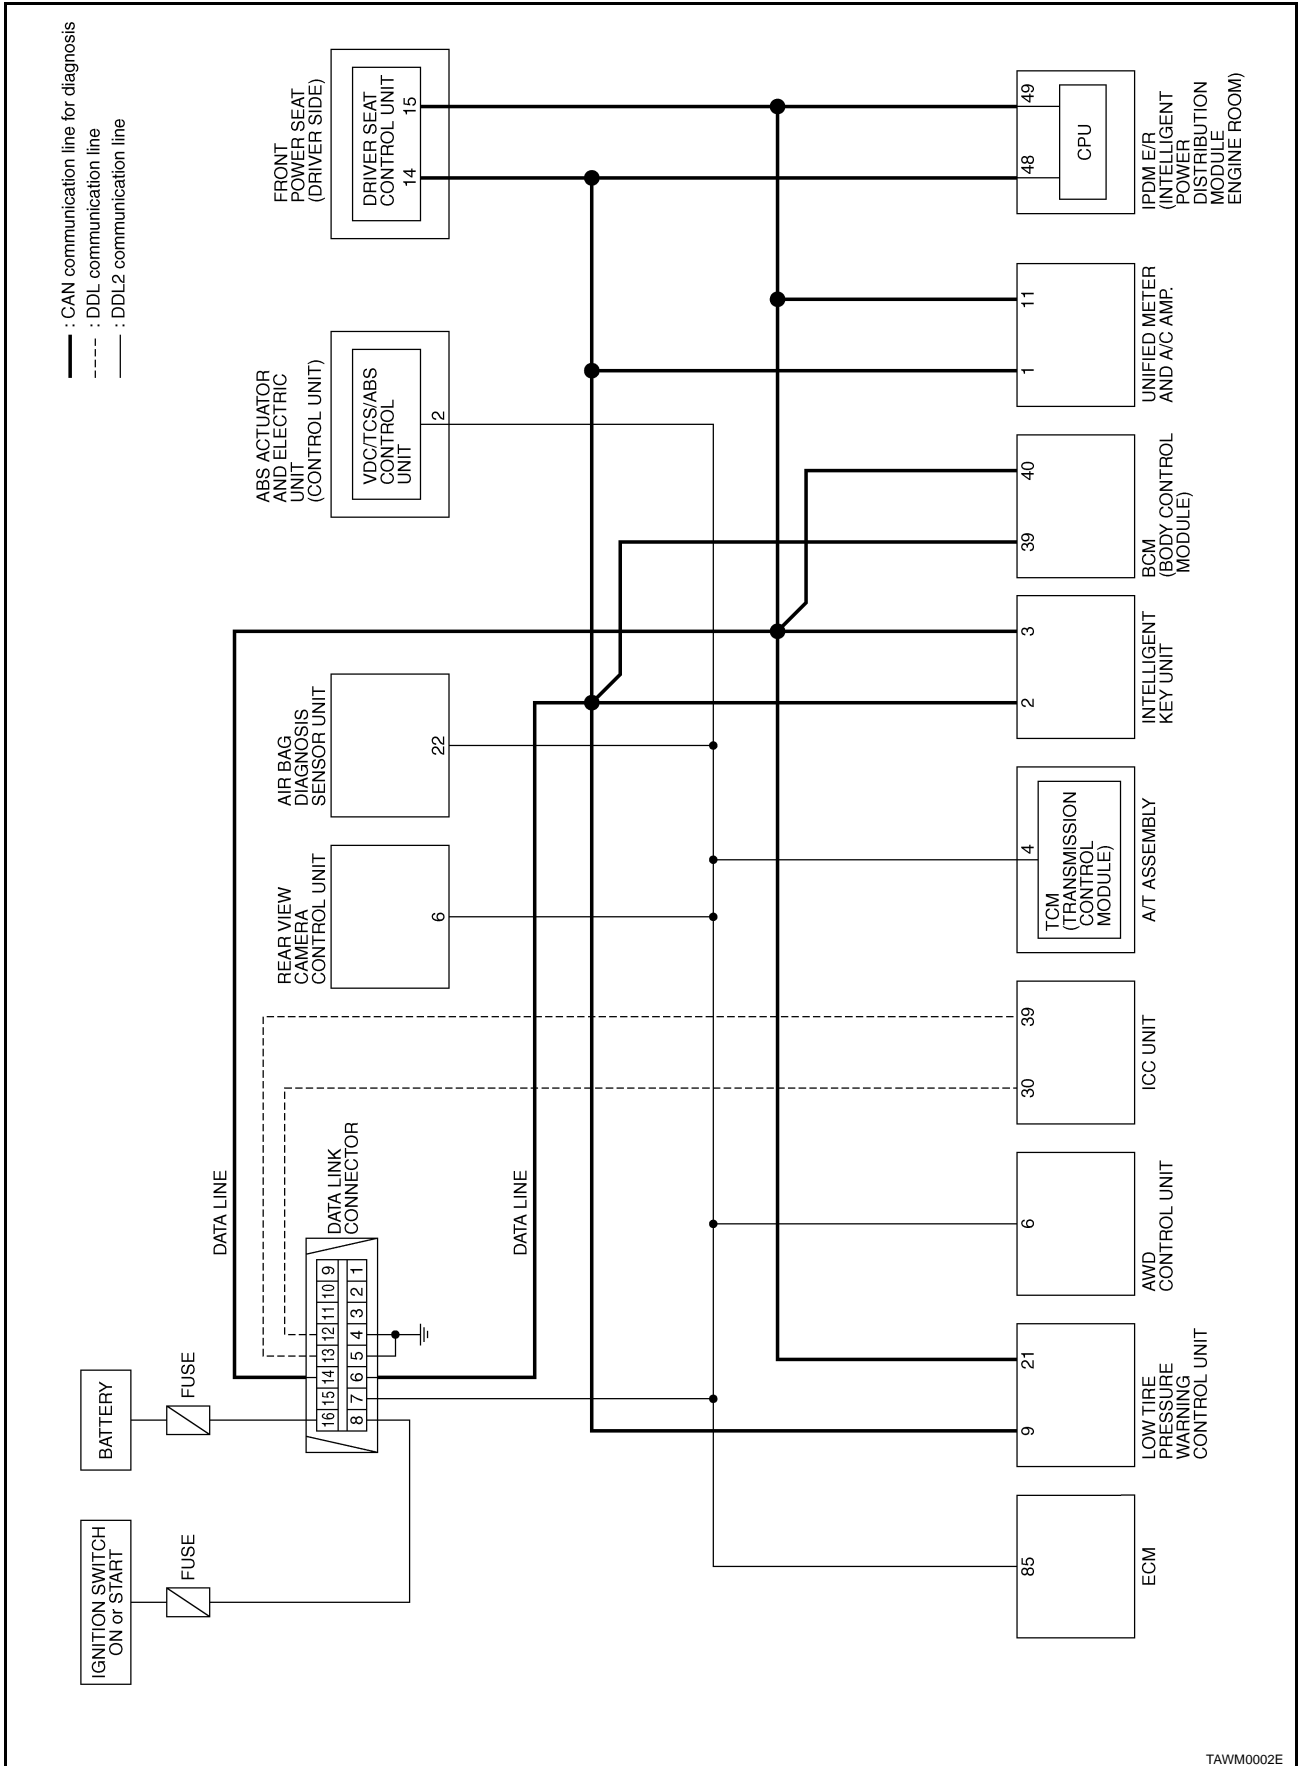 : CAN communication line for diagnosis
: DDL communication line
: DDL2 communication line
IGNITION SWITCH
ON or START
FUSE
BATTERY
FUSE
DATA LINE
DATA LINK
CONNECTOR
16 15 14 13 12 11 10 9
8 7 6 5 4 3 2 1
DATA LINE
REAR VIEW
CAMERA
CONTROL UNIT
6
AIR BAG
DIAGNOSIS
SENSOR UNIT
22
ABS ACTUATOR
AND ELECTRIC
UNIT
(CONTROL UNIT)
VDC/TCS/ABS
CONTROL
UNIT
2
FRONT
POWER SEAT
(DRIVER SIDE)
DRIVER SEAT
CONTROL UNIT
14 15
85
ECM
9 21
LOW TIRE
PRESSURE
WARNING
CONTROL UNIT
6
AWD
CONTROL UNIT
30 39
ICC UNIT
4
TCM
(TRANSMISSION
CONTROL
MODULE)
A/T ASSEMBLY
2 3
INTELLIGENT
KEY UNIT
39 40
BCM
(BODY CONTROL
MODULE)
1 11
UNIFIED METER
AND A/C AMP.
48 49
CPU
IPDM E/R
(INTELLIGENT
POWER
DISTRIBUTION
MODULE
ENGINE ROOM)
TAWM0002E